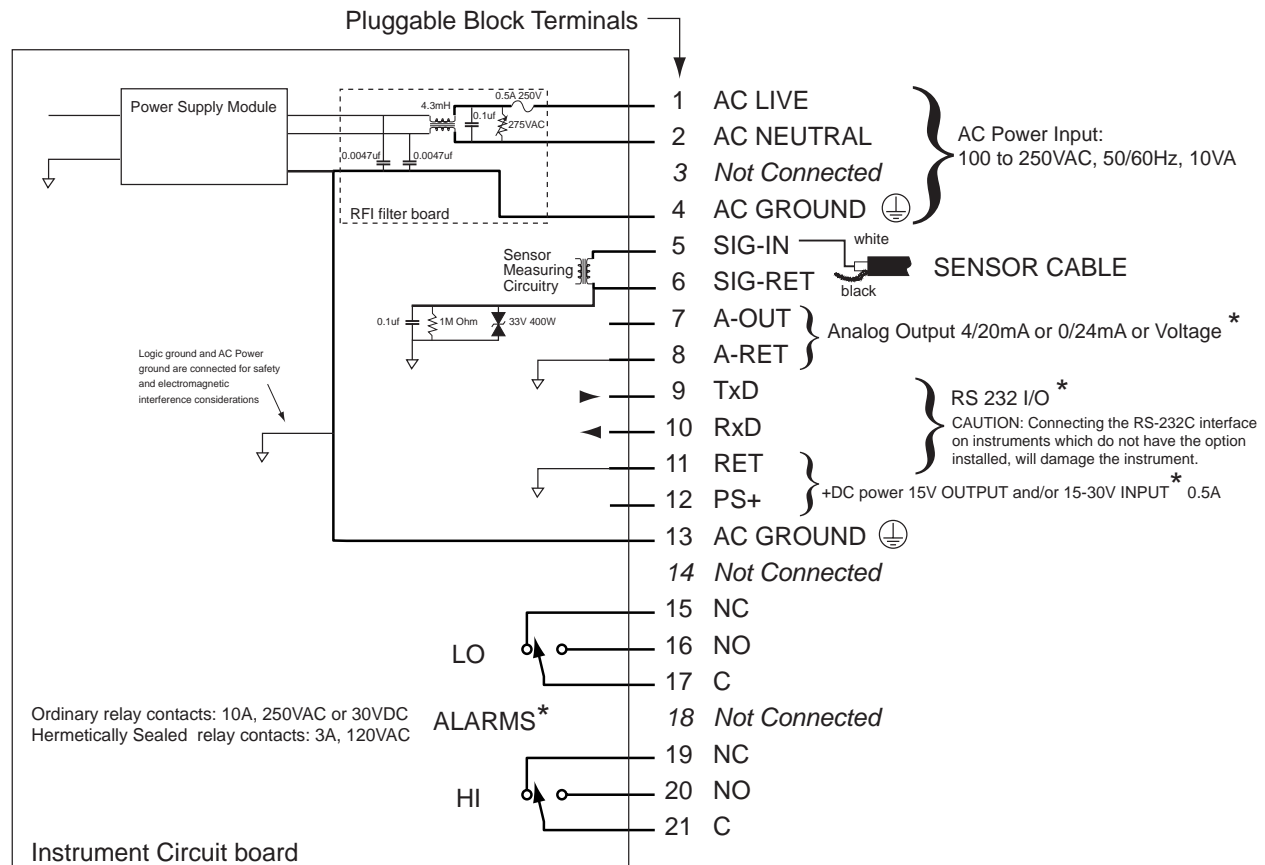 Pluggable Block Terminals
Power Supply Module
4.3mH
0.5A 250V
0.1uf
275VAC
0.0047uf
0.0047uf
RFI filter board
1 AC LIVE
2 AC NEUTRAL
3 Not Connected
4 AC GROUND
AC Power Input:
100 to 250VAC, 50/60Hz, 10VA
5 SIG-IN
white
6 SIG-RET
black
SENSOR CABLE
Sensor
Measuring
Circuitry
0.1uf
1M Ohm
33V 400W
7 A-OUT
8 A-RET
Analog Output 4/20mA or 0/24mA or Voltage *
Logic ground and AC Power
ground are connected for safety
and electromagnetic
interference considerations
9 TxD
10 RxD
RS 232 I/O *
CAUTION: Connecting the RS-232C interface
on instruments which do not have the option
installed, will damage the instrument.
11 RET
12 PS+
+DC power 15V OUTPUT and/or 15-30V INPUT * 0.5A
13 AC GROUND
14 Not Connected
15 NC
16 NO
17 C
LO
18 Not Connected
Ordinary relay contacts: 10A, 250VAC or 30VDC
Hermetically Sealed relay contacts: 3A, 120VAC
ALARMS*
19 NC
20 NO
21 C
HI
Instrument Circuit board